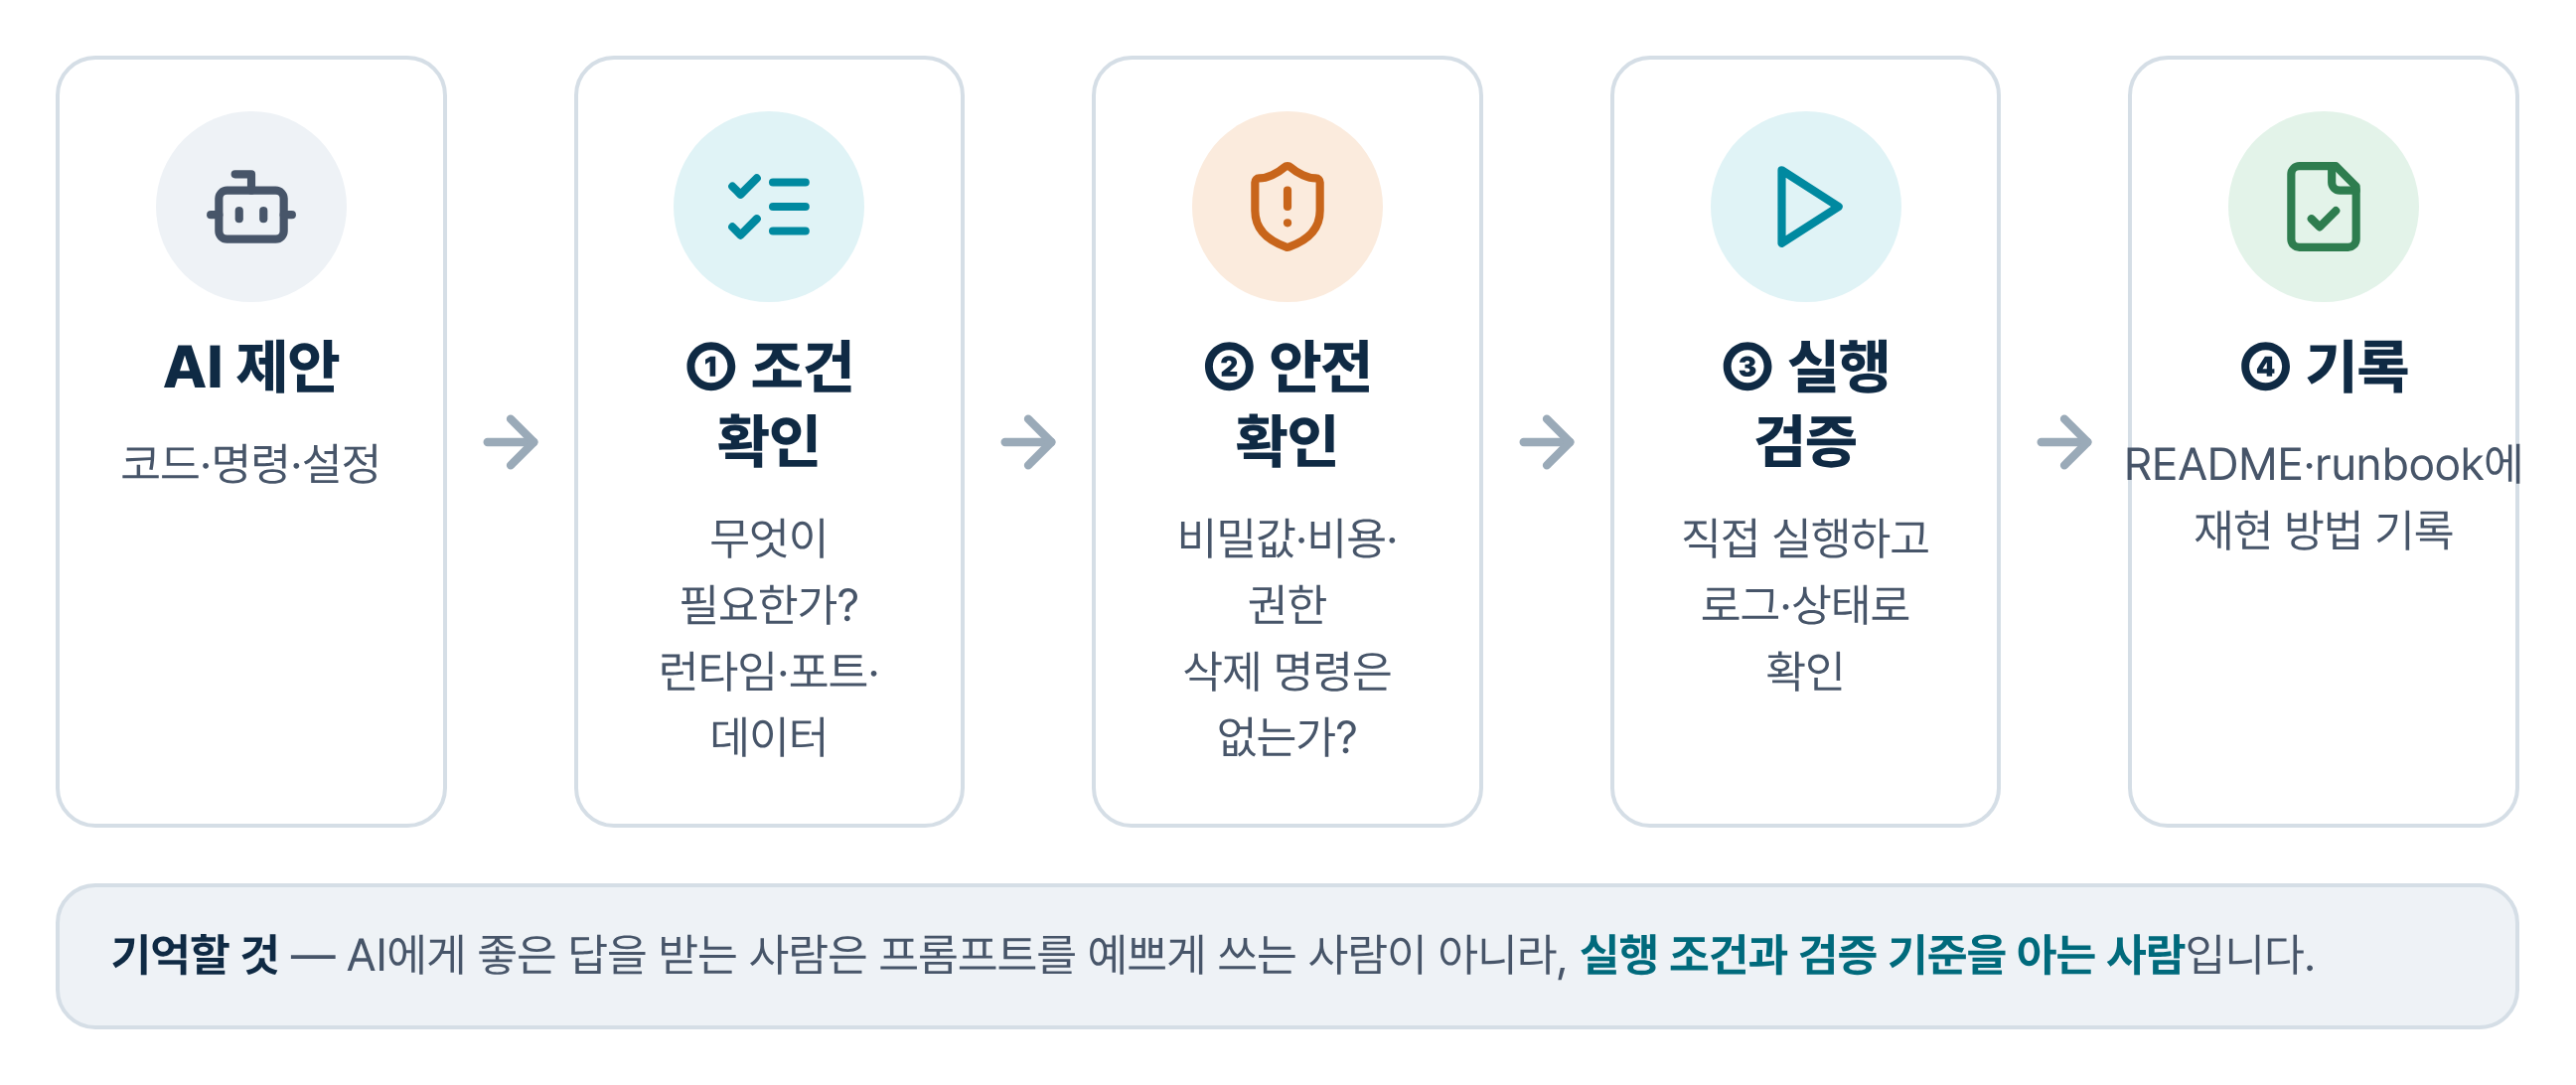 AI 제안
코드·명령·설정
① 조건
확인
무엇이
필요한가?
런타임·포트·
데이터
② 안전
확인
비밀값·비용·
권한
삭제 명령은
없는가?
③ 실행
검증
직접 실행하고
로그·상태로
확인
④ 기록
README·runbook에
재현 방법 기록
기억할 것 — AI에게 좋은 답을 받는 사람은 프롬프트를 예쁘게 쓰는 사람이 아니라, 실행 조건과 검증 기준을 아는 사람입니다.